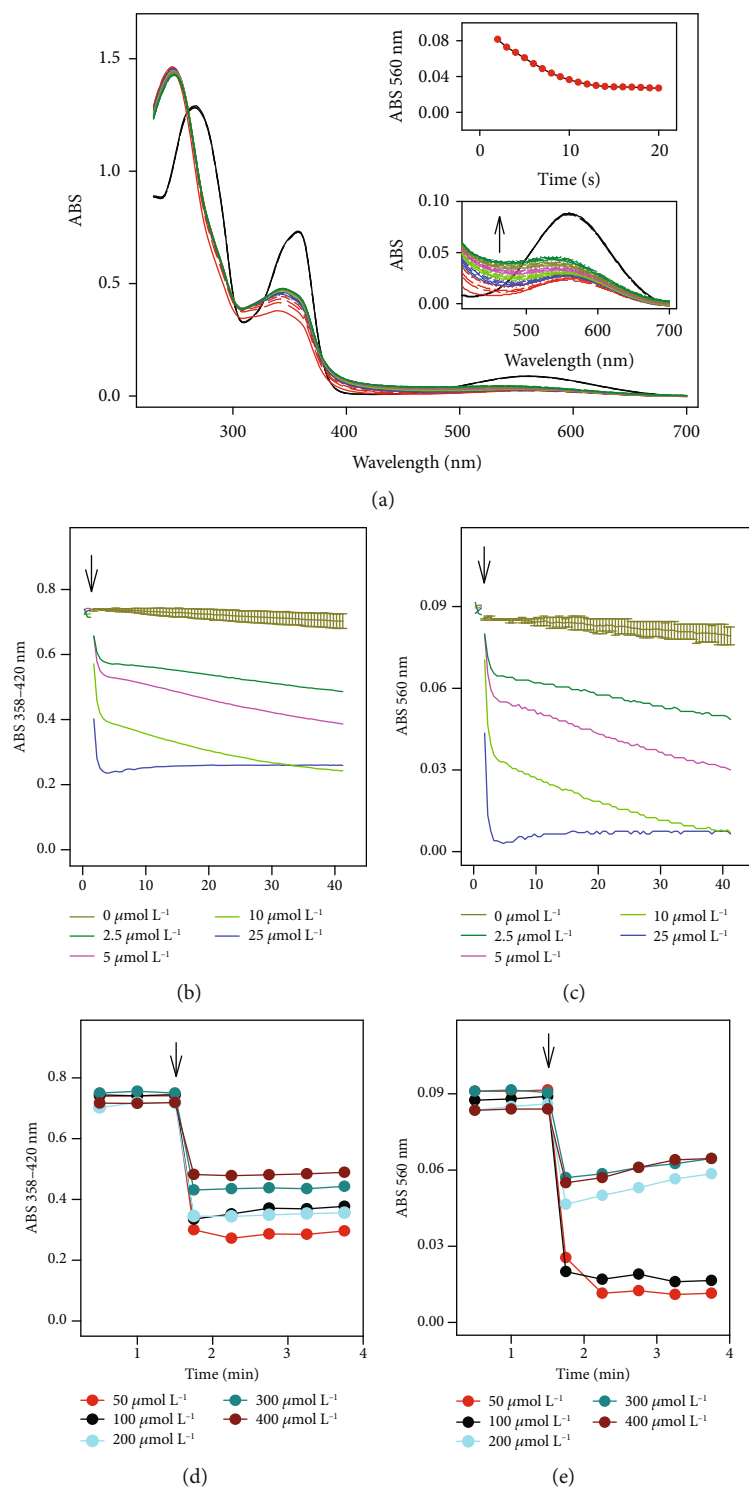 1.5
1.0
0.5
0.0
ABS
300
400
500
600
700
Wavelength (nm)
0.08
0.04
0.00
ABS 560 nm
0
10
20
Time (s)
0.10
0.05
0.00
ABS
500
600
700
Wavelength (nm)
(a)
0.8
0.6
0.4
0.2
0.0
ABS 358–420 nm
0
10
20
30
40
0 μmol L⁻¹
2.5 μmol L⁻¹
5 μmol L⁻¹
10 μmol L⁻¹
25 μmol L⁻¹
(b)
0.09
0.06
0.03
0.00
ABS 560 nm
0
10
20
30
40
0 μmol L⁻¹
2.5 μmol L⁻¹
5 μmol L⁻¹
10 μmol L⁻¹
25 μmol L⁻¹
(c)
0.8
0.6
0.4
0.2
0.0
ABS 358–420 nm
1
2
3
4
Time (min)
50 μmol L⁻¹
100 μmol L⁻¹
200 μmol L⁻¹
300 μmol L⁻¹
400 μmol L⁻¹
(d)
0.09
0.06
0.03
0.00
ABS 560 nm
1
2
3
4
Time (min)
50 μmol L⁻¹
100 μmol L⁻¹
200 μmol L⁻¹
300 μmol L⁻¹
400 μmol L⁻¹
(e)